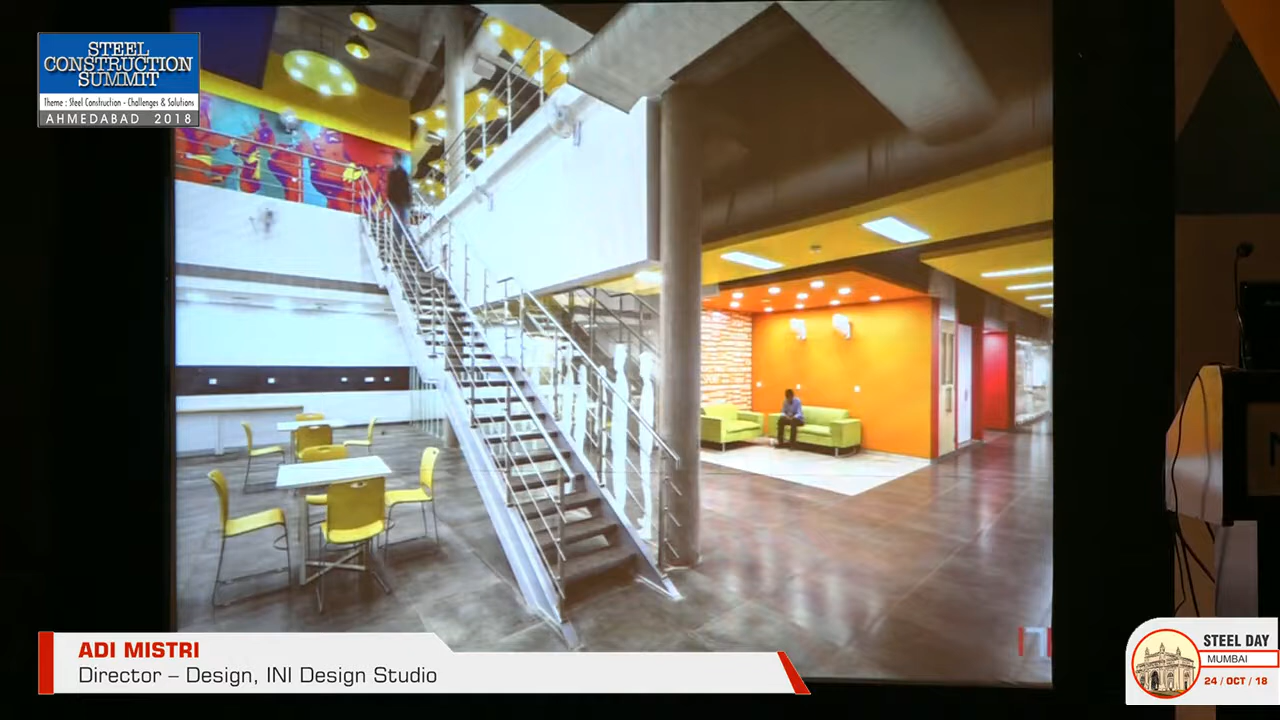 STEEL
CONSTRUCTION
SUMMIT
Theme : Steel Construction - Challenges & Solutions
AHMEDABAD 2018
ADI MISTRI
Director – Design, INI Design Studio
STEEL DAY
MUMBAI
24 / OCT / 18